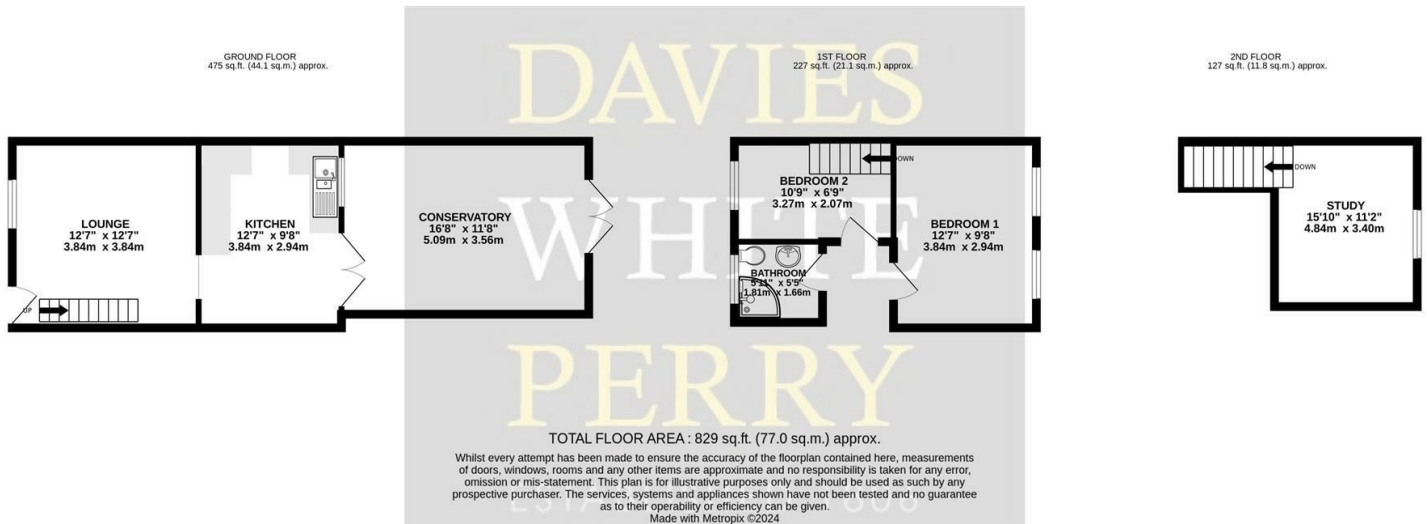 GROUND FLOOR
475 sq.ft. (44.1 sq.m.) approx.
1ST FLOOR
227 sq.ft. (21.1 sq.m.) approx.
2ND FLOOR
127 sq.ft. (11.8 sq.m.) approx.
DAVIES
WHITE
PERRY
LOUNGE
12'7" x 12'7"
3.84m x 3.84m
UP
KITCHEN
12'7" x 9'8"
3.84m x 2.94m
CONSERVATORY
16'8" x 11'8"
5.09m x 3.56m
BEDROOM 2
10'9" x 6'9"
3.27m x 2.07m
DOWN
BATHROOM
5'11" x 5'5"
1.81m x 1.66m
BEDROOM 1
12'7" x 9'8"
3.84m x 2.94m
DOWN
STUDY
15'10" x 11'2"
4.84m x 3.40m
TOTAL FLOOR AREA : 829 sq.ft. (77.0 sq.m.) approx.
Whilst every attempt has been made to ensure the accuracy of the floorplan contained here, measurements
of doors, windows, rooms and any other items are approximate and no responsibility is taken for any error,
omission or mis-statement. This plan is for illustrative purposes only and should be used as such by any
prospective purchaser. The services, systems and appliances shown have not been tested and no guarantee
as to their operability or efficiency can be given.
Made with Metropix ©2024